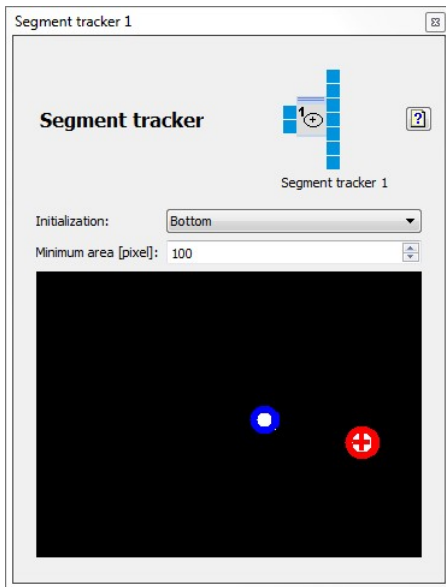 Segment tracker 1
Segment tracker
1
Segment tracker 1
Initialization: Bottom
Minimum area [pixel]: 100